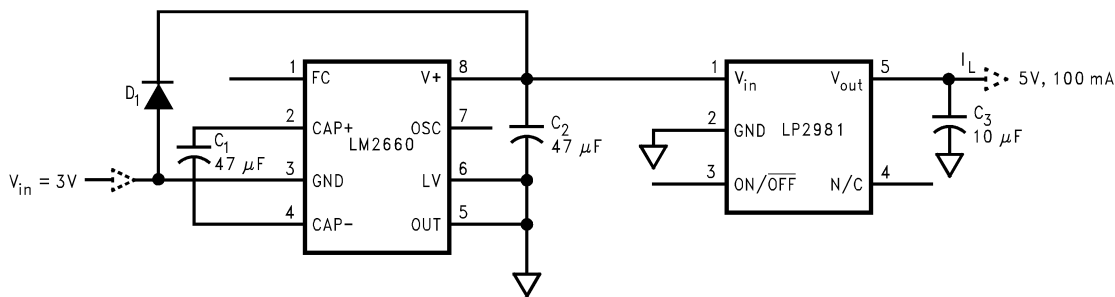 1 FC V+ 8
D1
2 CAP+ OSC 7
C1
47 µF
LM2660
C2
47 µF
Vin = 3V
3 GND LV 6
4 CAP- OUT 5
1 Vin Vout 5
IL
5V, 100 mA
2 GND LP2981
C3
10 µF
3 ON/O̅F̅F̅ N/C 4